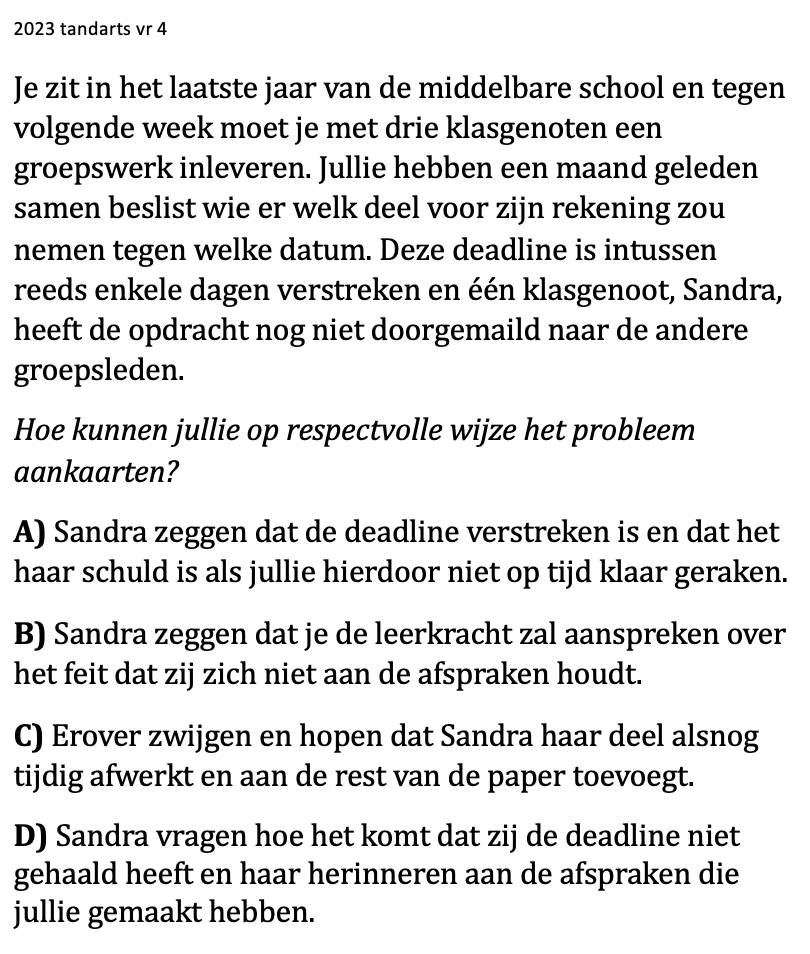 2023 tandarts vr 4
Je zit in het laatste jaar van de middelbare school en tegen
volgende week moet je met drie klasgenoten een
groepswerk inleveren. Jullie hebben een maand geleden
samen beslist wie er welk deel voor zijn rekening zou
nemen tegen welke datum. Deze deadline is intussen
reeds enkele dagen verstreken en één klasgenoot, Sandra,
heeft de opdracht nog niet doorgemaild naar de andere
groepsleden.
Hoe kunnen jullie op respectvolle wijze het probleem
aankaarten?
A) Sandra zeggen dat de deadline verstreken is en dat het
haar schuld is als jullie hierdoor niet op tijd klaar geraken.
B) Sandra zeggen dat je de leerkracht zal aanspreken over
het feit dat zij zich niet aan de afspraken houdt.
C) Erover zwijgen en hopen dat Sandra haar deel alsnog
tijdig afwerkt en aan de rest van de paper toevoegt.
D) Sandra vragen hoe het komt dat zij de deadline niet
gehaald heeft en haar herinneren aan de afspraken die
jullie gemaakt hebben.